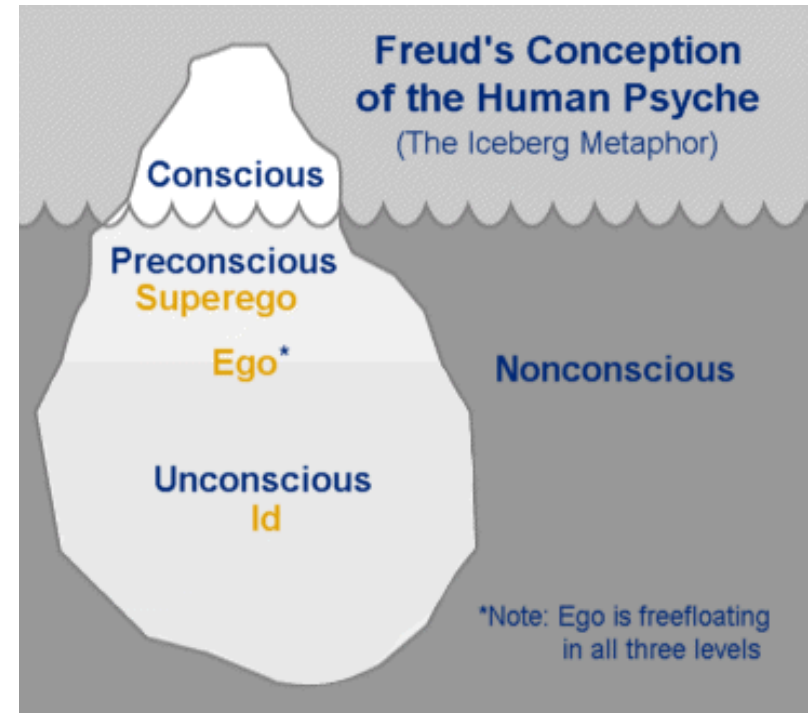 Freud's Conception
of the Human Psyche
(The Iceberg Metaphor)
Conscious
Preconscious
Superego
Ego*
Nonconscious
Unconscious
Id
*Note: Ego is freefloating
in all three levels